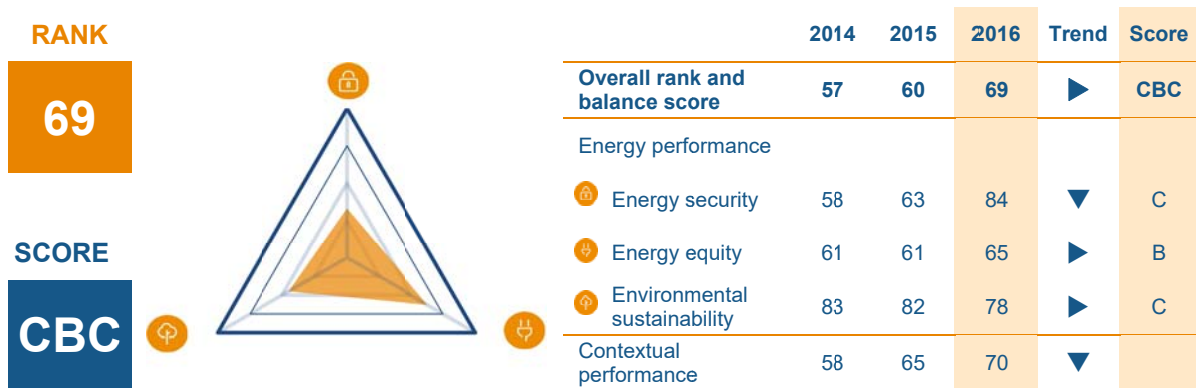 RANK
69
SCORE
CBC
2014 2015 2016 Trend Score
Overall rank and
balance score 57 60 69 CBC
Energy performance
Energy security 58 63 84 C
Energy equity 61 61 65 B
Environmental
sustainability 83 82 78 C
Contextual
performance 58 65 70